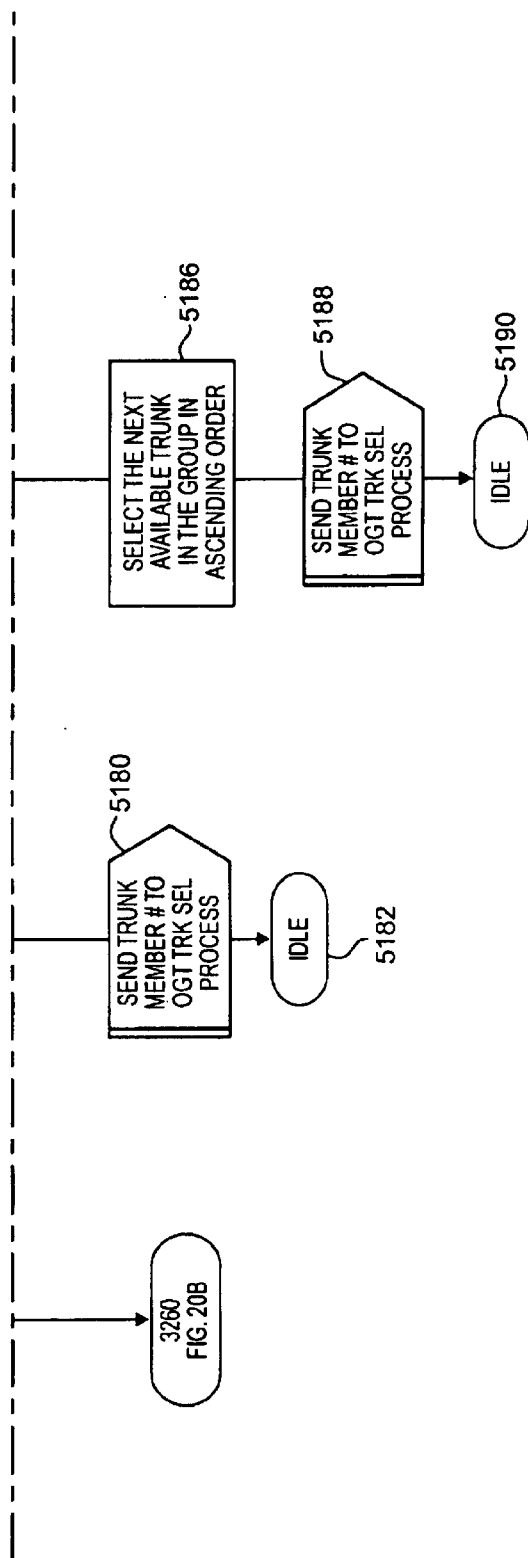 3260
FIG. 20B
SEND TRUNK
MEMBER # TO
OGT TRK SEL
PROCESS
5180
IDLE
5182
SELECT THE NEXT
AVAILABLE TRUNK
IN THE GROUP IN
ASCENDING ORDER
5186
SEND TRUNK
MEMBER # TO
OGT TRK SEL
PROCESS
5188
IDLE
5190